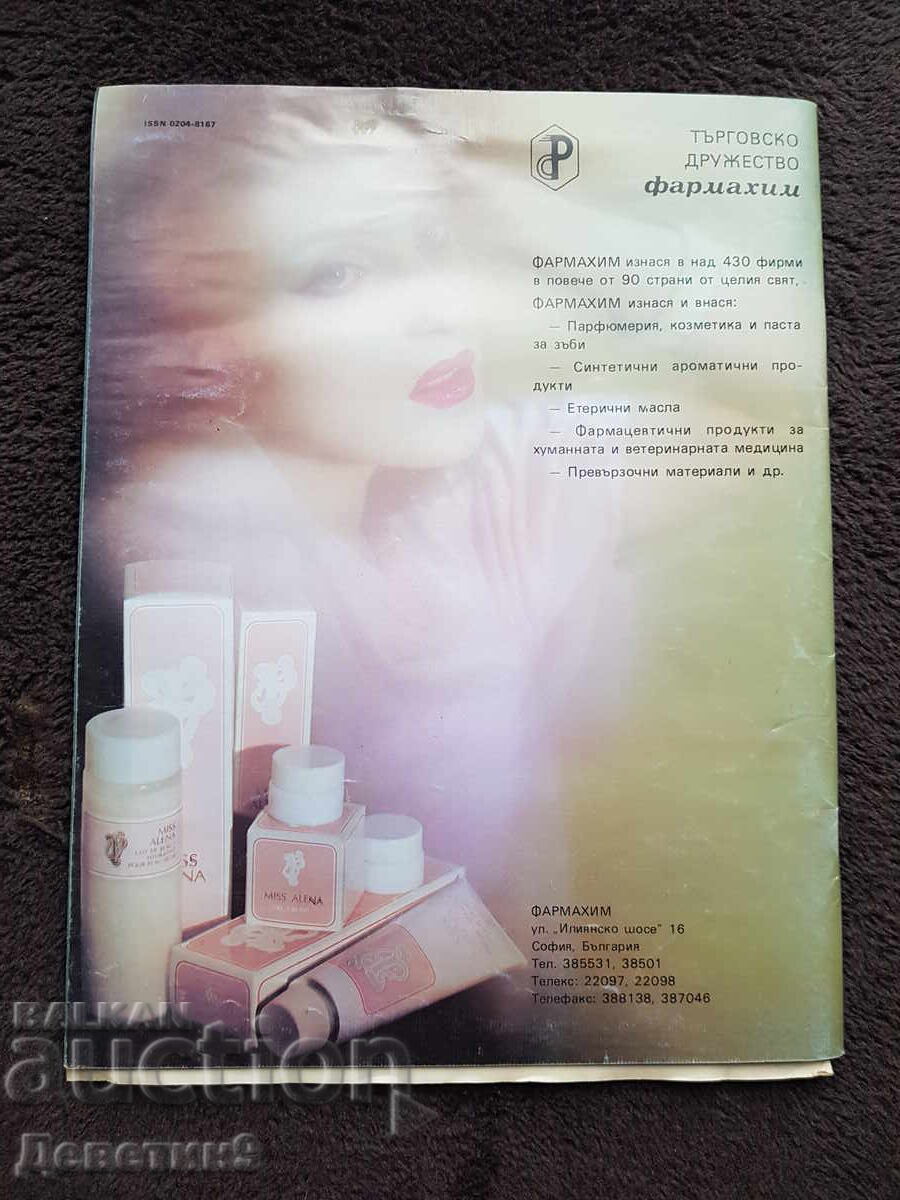 ISSN 0204-8167
ТЪРГОВСКО
ДРУЖЕСТВО
фармахим
ФАРМАХИМ изнася в над 430 фирми
в повече от 90 страни от целия свят,
ФАРМАХИМ изнася и внася:
— Парфюмерия, козметика и паста
за зъби
— Синтетични ароматични про-
дукти
— Етерични масла
— Фармацевтични продукти за
хуманната и ветеринарната медицина
— Превързочни материали и др.
MISS
ALENA
MISS ALENA
ФАРМАХИМ
ул. „Илиянско шосе" 16
София, България
Тел. 385531, 38501
Телекс: 22097, 22098
Телефакс: 388138, 387046
BALKAN
auction
Деветик9